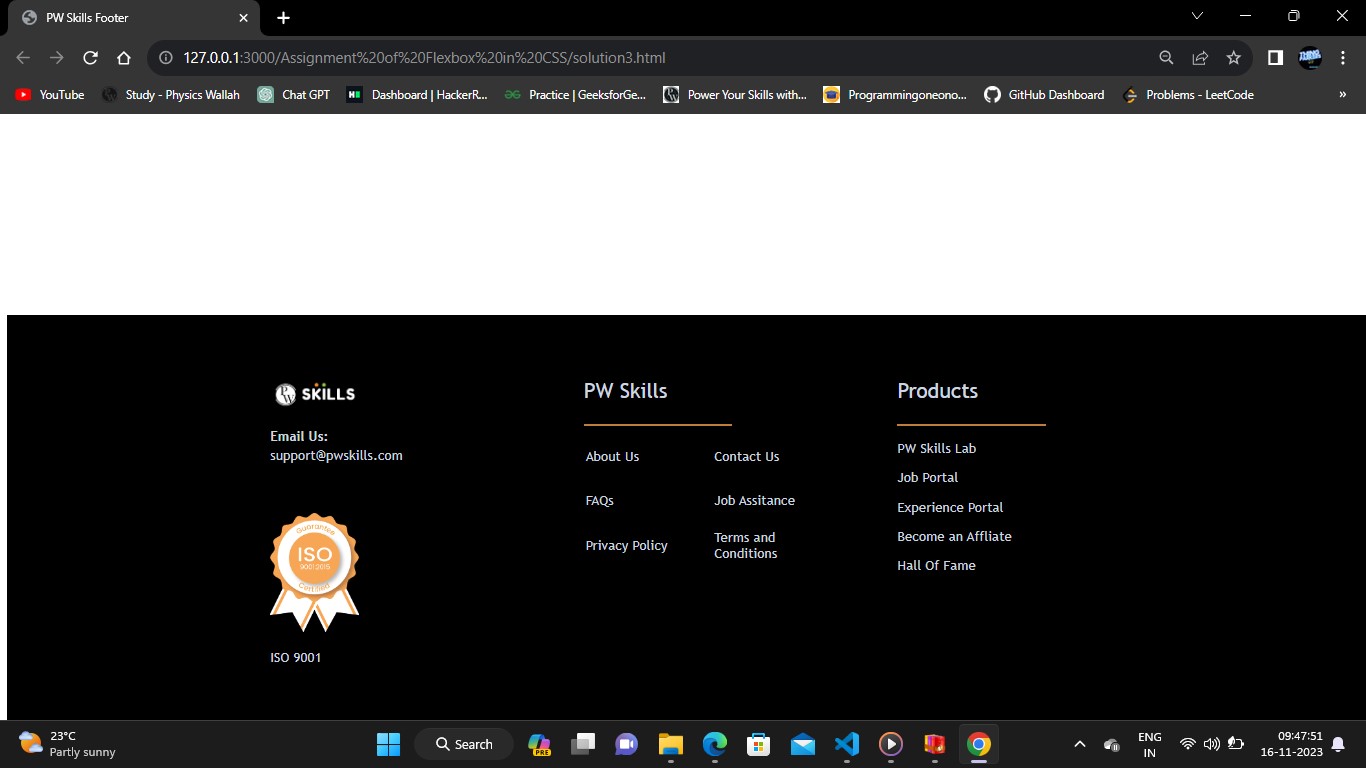 PW Skills Footer
127.0.0.1:3000/Assignment%20of%20Flexbox%20in%20CSS/solution3.html
YouTube Study - Physics Wallah Chat GPT Dashboard | HackerR... Practice | GeeksforGe... Power Your Skills with... Programmingoneono... GitHub Dashboard Problems - LeetCode »
PW SKILLS
Email Us:
support@pwskills.com
Guarantee
ISO
9001:2015
Certified
ISO 9001
PW Skills
About Us Contact Us
FAQs Job Assitance
Privacy Policy Terms and
Conditions
Products
PW Skills Lab
Job Portal
Experience Portal
Become an Affliate
Hall Of Fame
23°C
Partly sunny
Search
PRE
ENG
IN
09:47:51
16-11-2023